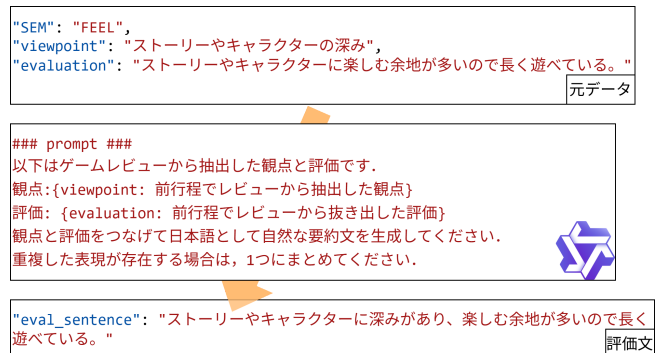 "SEM": "FEEL",
"viewpoint": "ストーリーやキャラクターの深み",
"evaluation": "ストーリーやキャラクターに楽しむ余地が多いので長く遊べている。"
元データ
### prompt ###
以下はゲームレビューから抽出した観点と評価です．
観点:{viewpoint: 前行程でレビューから抽出した観点}
評価: {evaluation: 前行程でレビューから抜き出した評価}
観点と評価をつなげて日本語として自然な要約文を生成してください．
重複した表現が存在する場合は，1つにまとめてください．
"eval_sentence": "ストーリーやキャラクターに深みがあり、楽しむ余地が多いので長く
遊べている。"
評価文